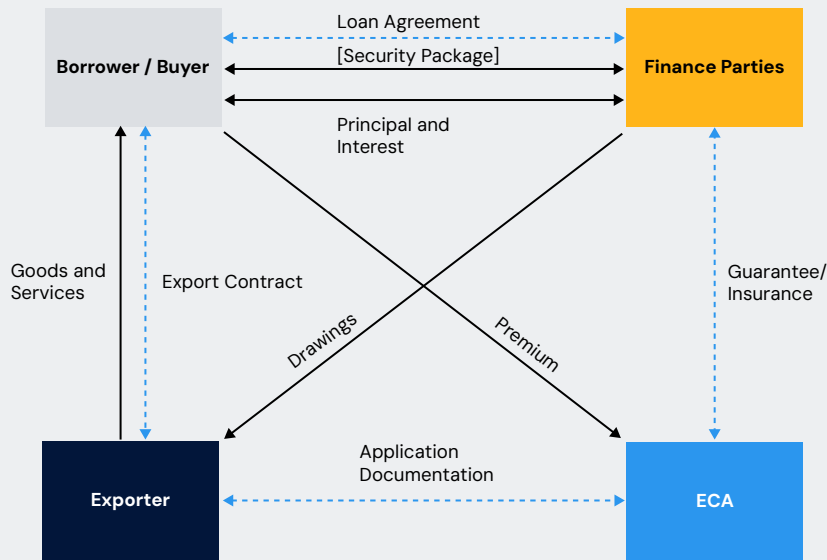 Loan Agreement
[Security Package]
Borrower / Buyer
Finance Parties
Principal and
Interest
Goods and
Services
Export Contract
Guarantee/
Insurance
Drawings
Premium
Application
Documentation
Exporter
ECA